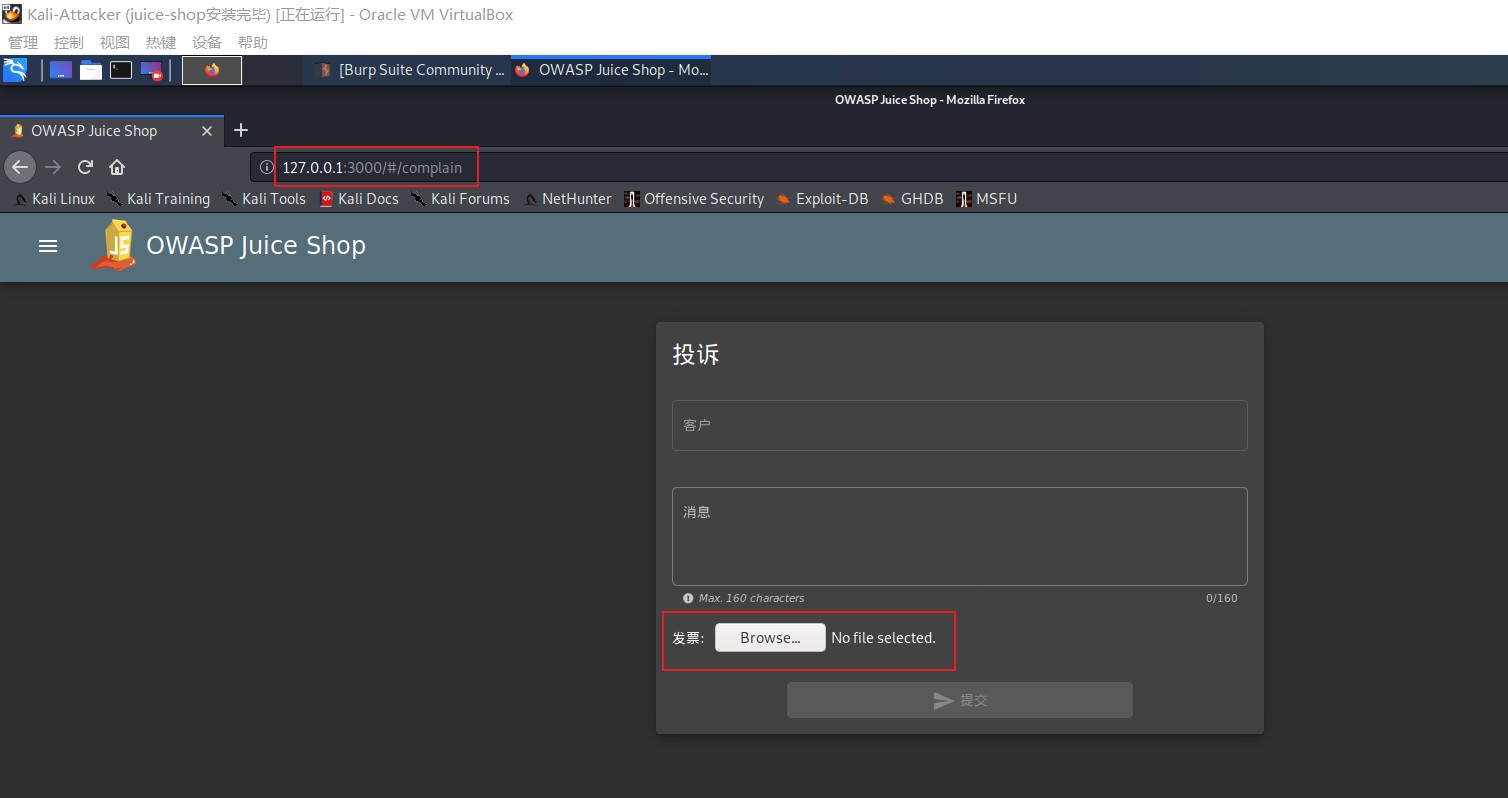 Kali-Attacker (juice-shop安装完毕) [正在运行] - Oracle VM VirtualBox
管理 控制 视图 热键 设备 帮助
[Burp Suite Community ... OWASP Juice Shop - Mo...
OWASP Juice Shop - Mozilla Firefox
OWASP Juice Shop
127.0.0.1:3000/#/complain
Kali Linux Kali Training Kali Tools Kali Docs Kali Forums NetHunter Offensive Security Exploit-DB GHDB MSFU
JS OWASP Juice Shop
投诉
客户
消息
Max. 160 characters 0/160
发票: Browse... No file selected.
提交